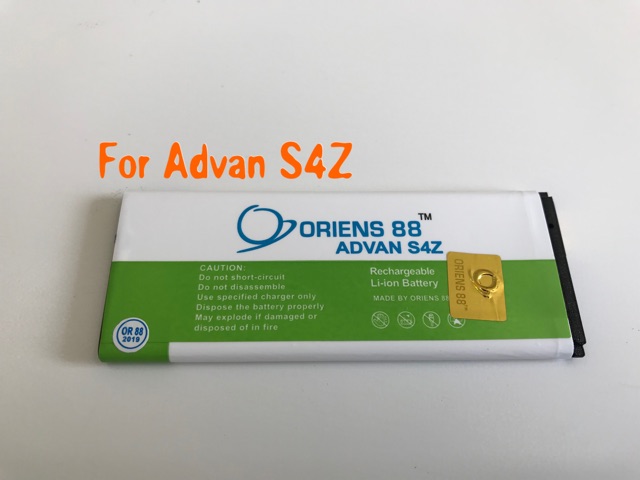 For Advan S4Z
ORIENS 88™
ADVAN S4Z
CAUTION:
Do not short-circuit
Do not disassemble
Use specified charger only
Dispose the battery properly
May explode if damaged or
disposed of in fire
Rechargeable
Li-ion Battery
MADE BY ORIENS 88
ORIENS 88™
OR 88
2019